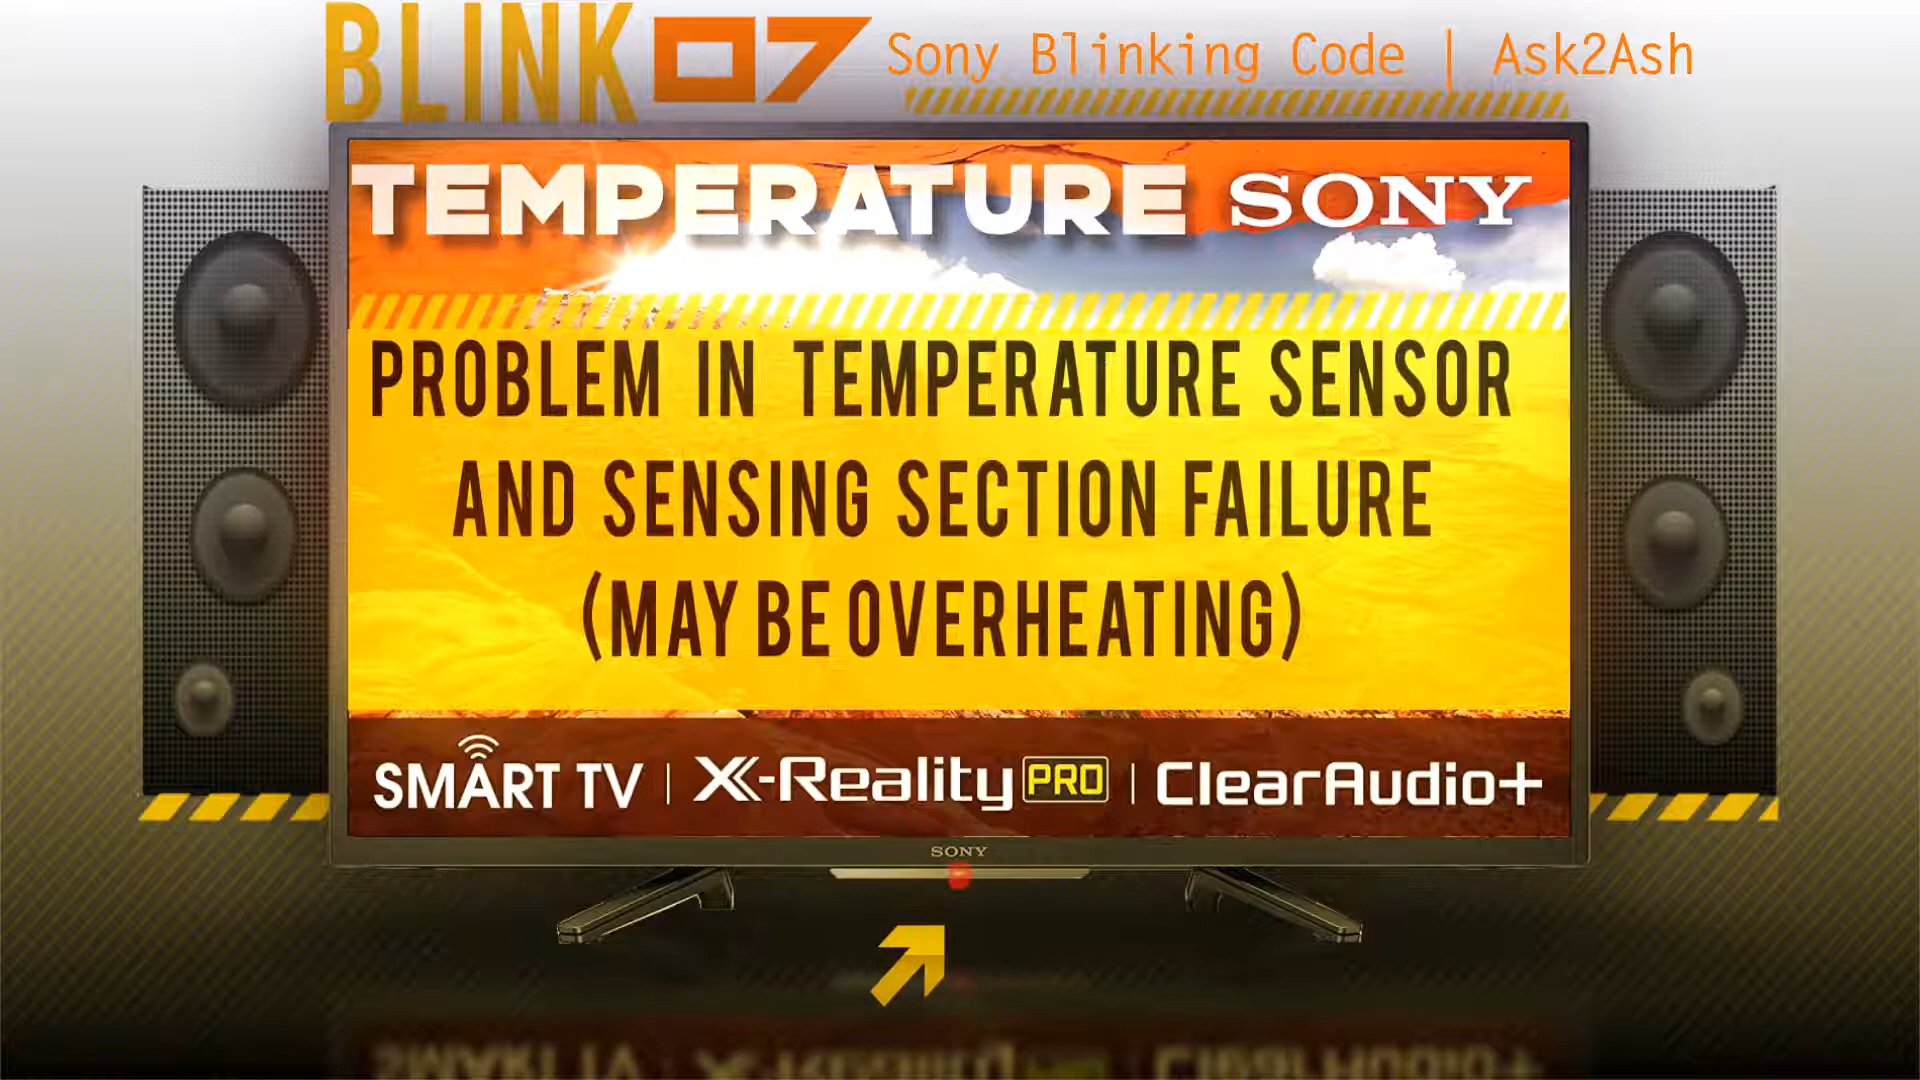 BLINK 07 Sony Blinking Code | Ask2Ash
TEMPERATURE SONY
PROBLEM IN TEMPERATURE SENSOR
AND SENSING SECTION FAILURE
(MAY BE OVERHEATING)
SMART TV | X-Reality PRO | ClearAudio+
SONY